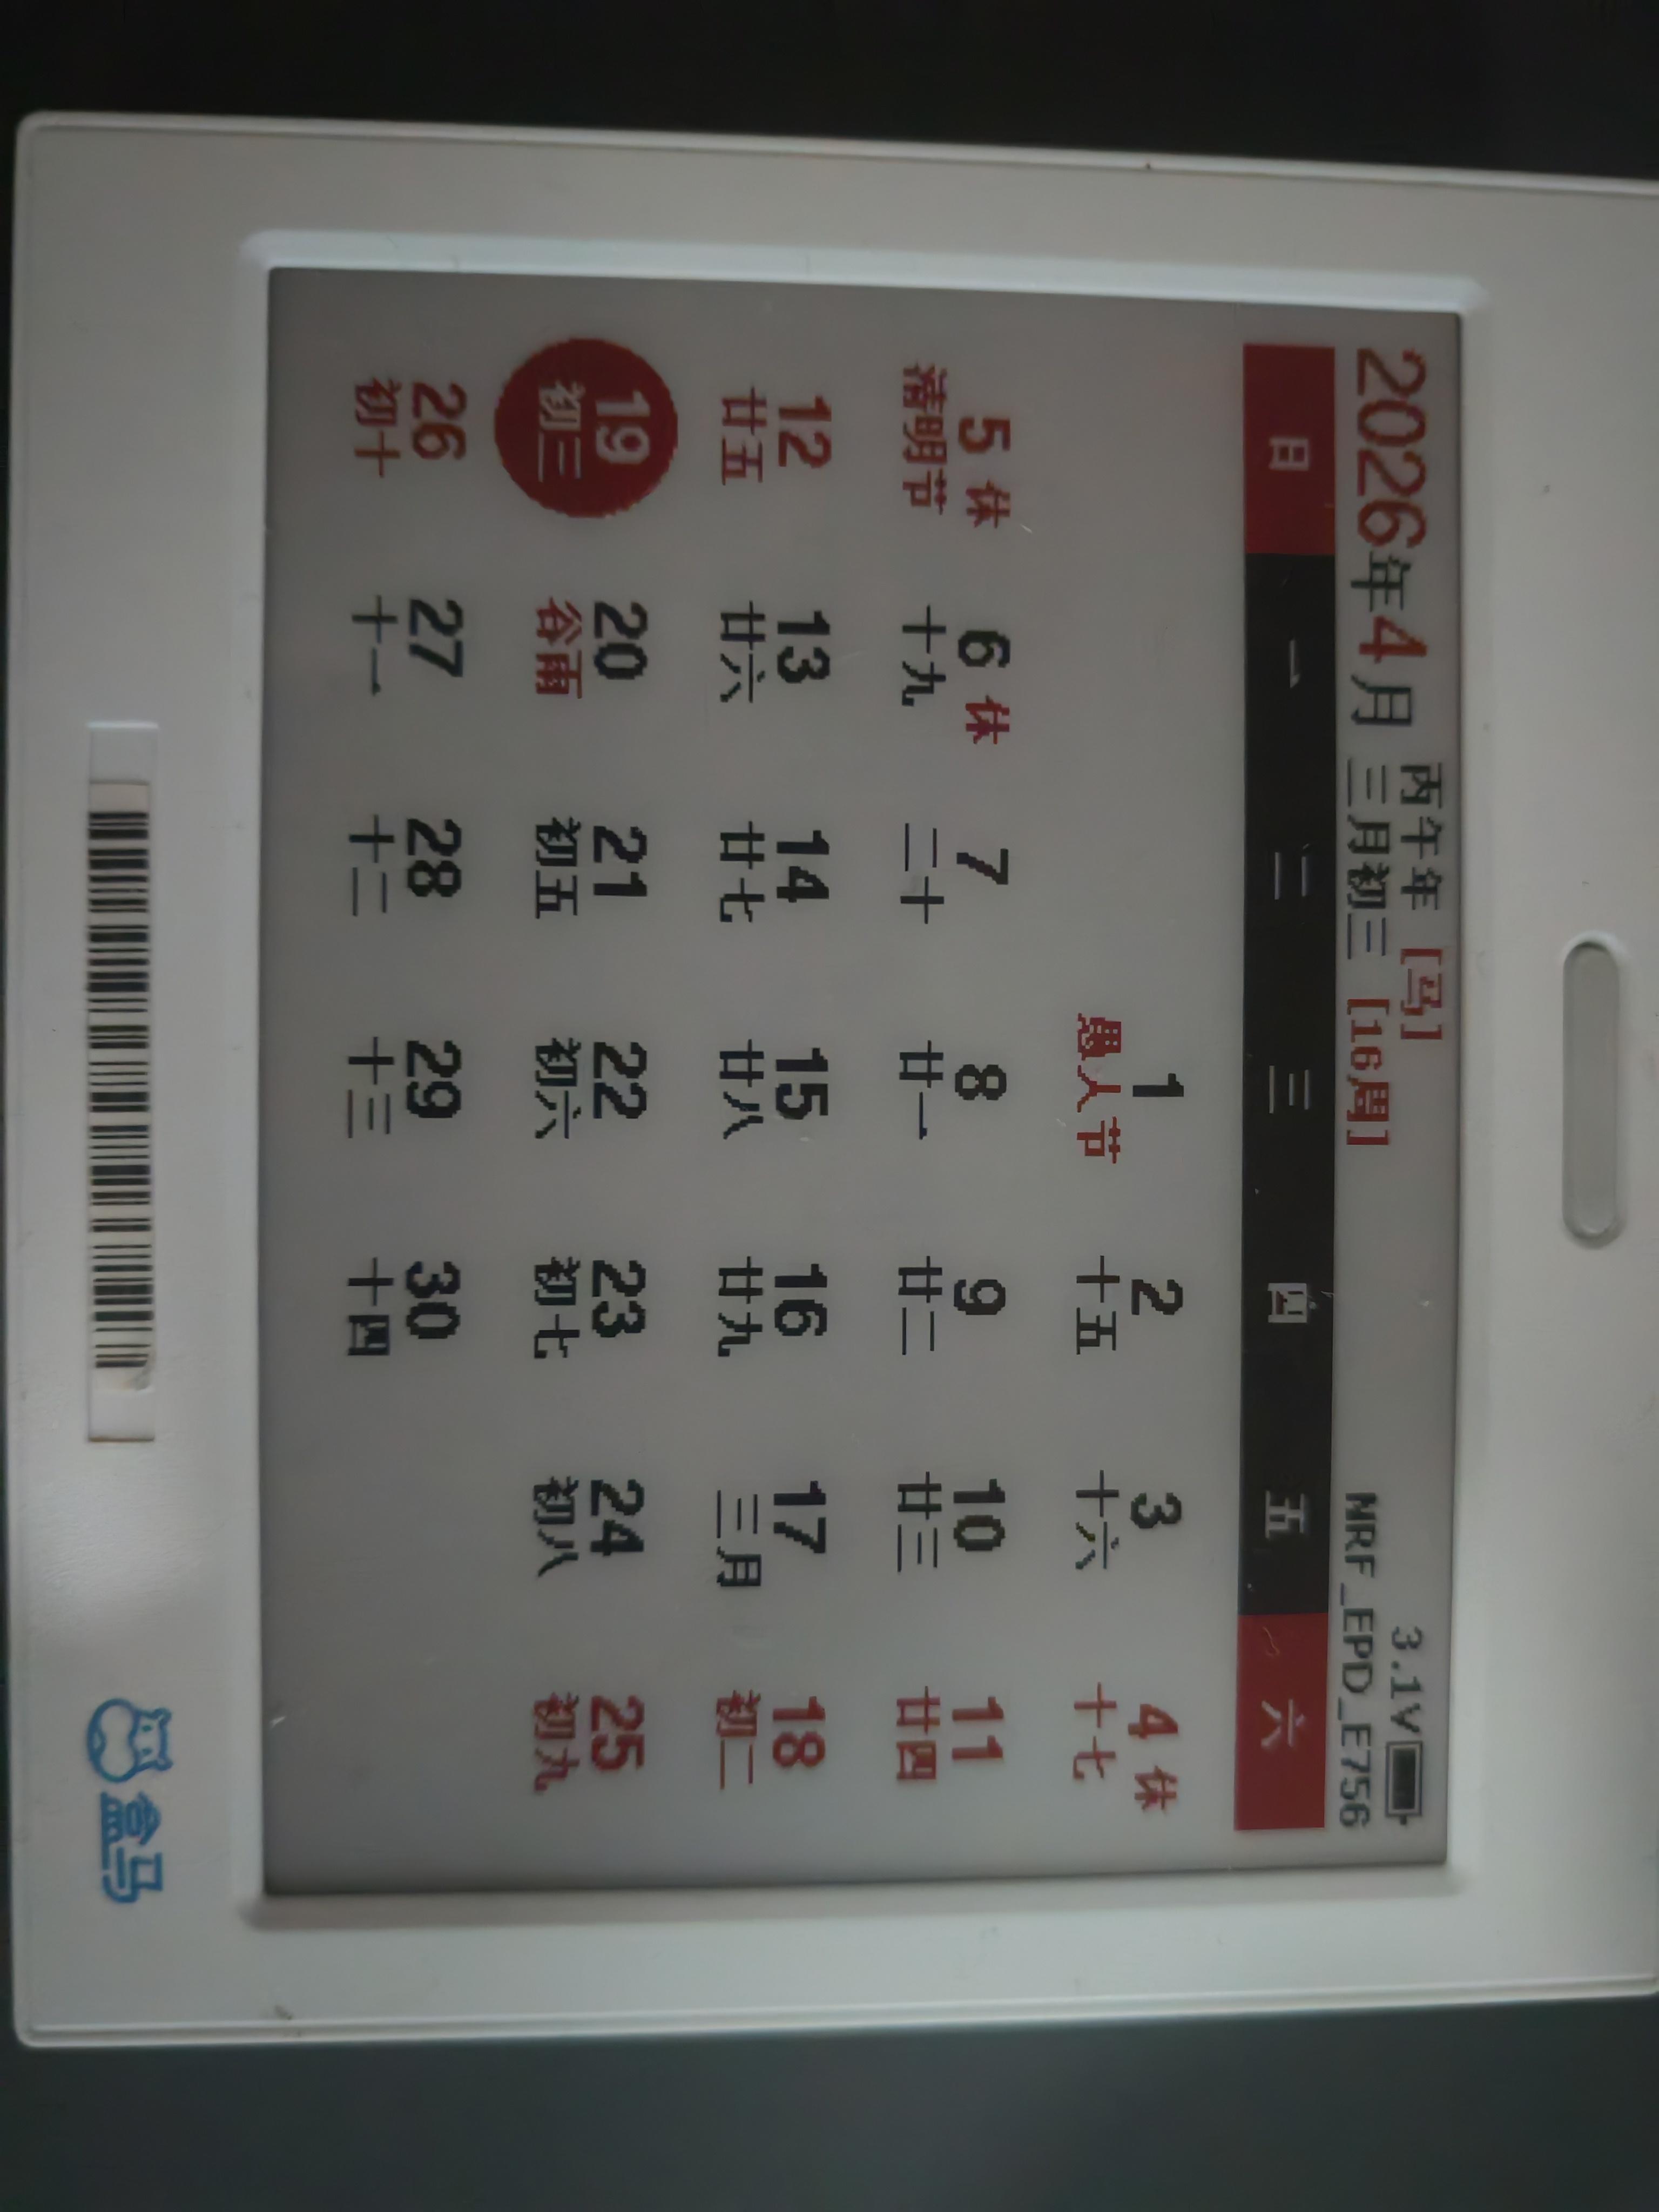 2026年4月 丙午年 [马] 3.1V
三月初三 [16周] NRF_EPD_E756
日 一 二 三 四 五 六
1 2 3 4 休
愚人节 十五 十六 十七
5 休 6 休 7 8 9 10 11
清明节 十九 二十 廿一 廿二 廿三 廿四
12 13 14 15 16 17 18
廿五 廿六 廿七 廿八 廿九 三月 初二
19 20 21 22 23 24 25
初三 谷雨 初五 初六 初七 初八 初九
26 27 28 29 30
初十 十一 十二 十三 十四
盒马